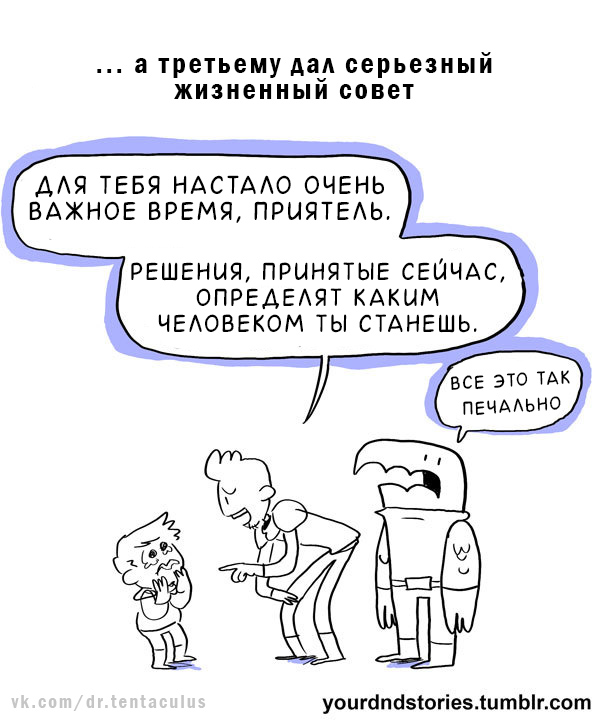 ... а третьему дал серьезный
жизненный совет
ДЛЯ ТЕБЯ НАСТАЛО ОЧЕНЬ
ВАЖНОЕ ВРЕМЯ, ПРИЯТЕЛЬ.
РЕШЕНИЯ, ПРИНЯТЫЕ СЕЙЧАС,
ОПРЕДЕЛЯТ КАКИМ
ЧЕЛОВЕКОМ ТЫ СТАНЕШЬ.
ВСЕ ЭТО ТАК
ПЕЧАЛЬНО
vk.com/dr.tentaculus
yourdndstories.tumblr.com